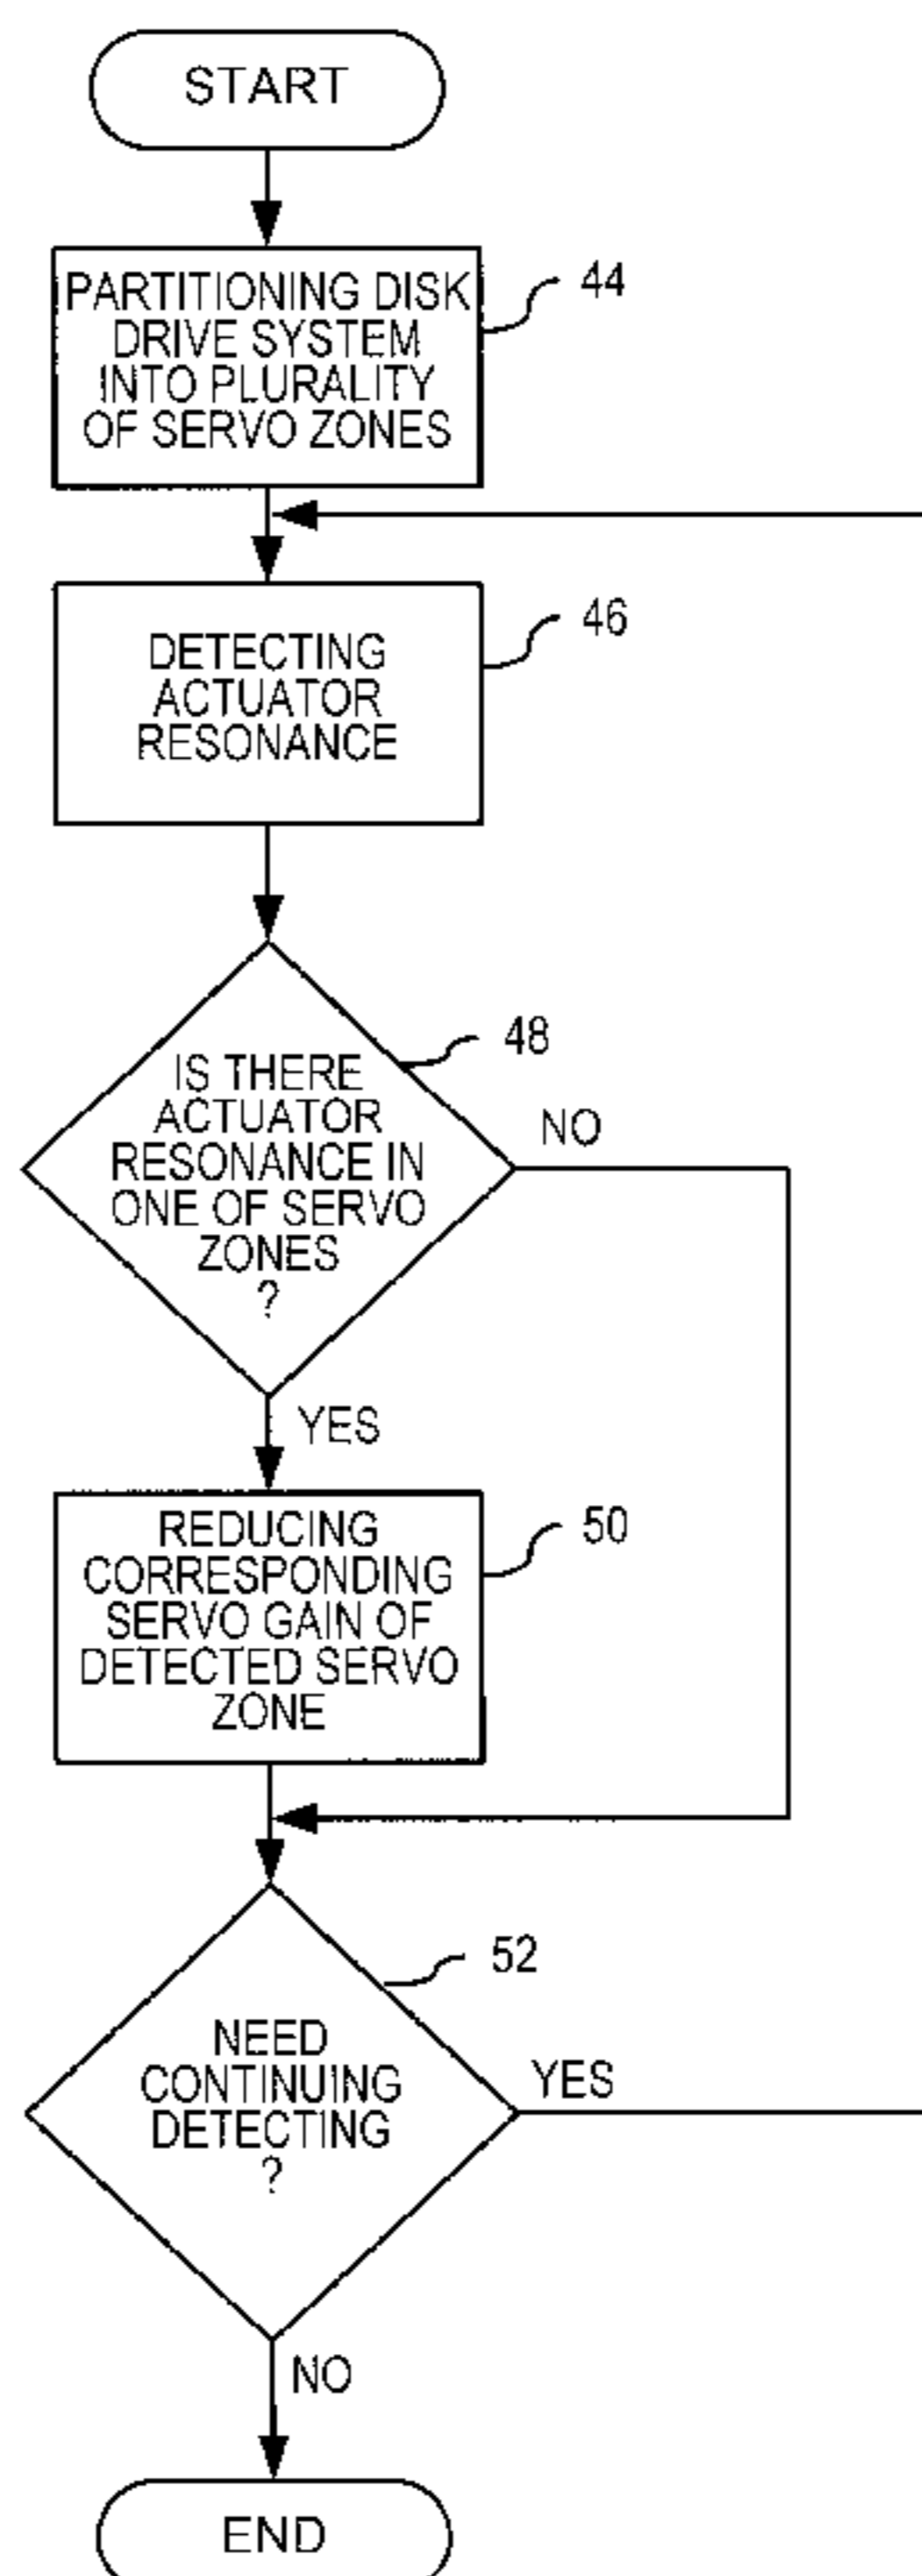 START
PARTITIONING DISK
DRIVE SYSTEM
INTO PLURALITY
OF SERVO ZONES
44
DETECTING
ACTUATOR
RESONANCE
46
IS THERE
ACTUATOR
RESONANCE IN
ONE OF SERVO
ZONES
?
48
NO
YES
REDUCING
CORRESPONDING
SERVO GAIN OF
DETECTED SERVO
ZONE
50
NEED
CONTINUING
DETECTING
?
52
YES
NO
END